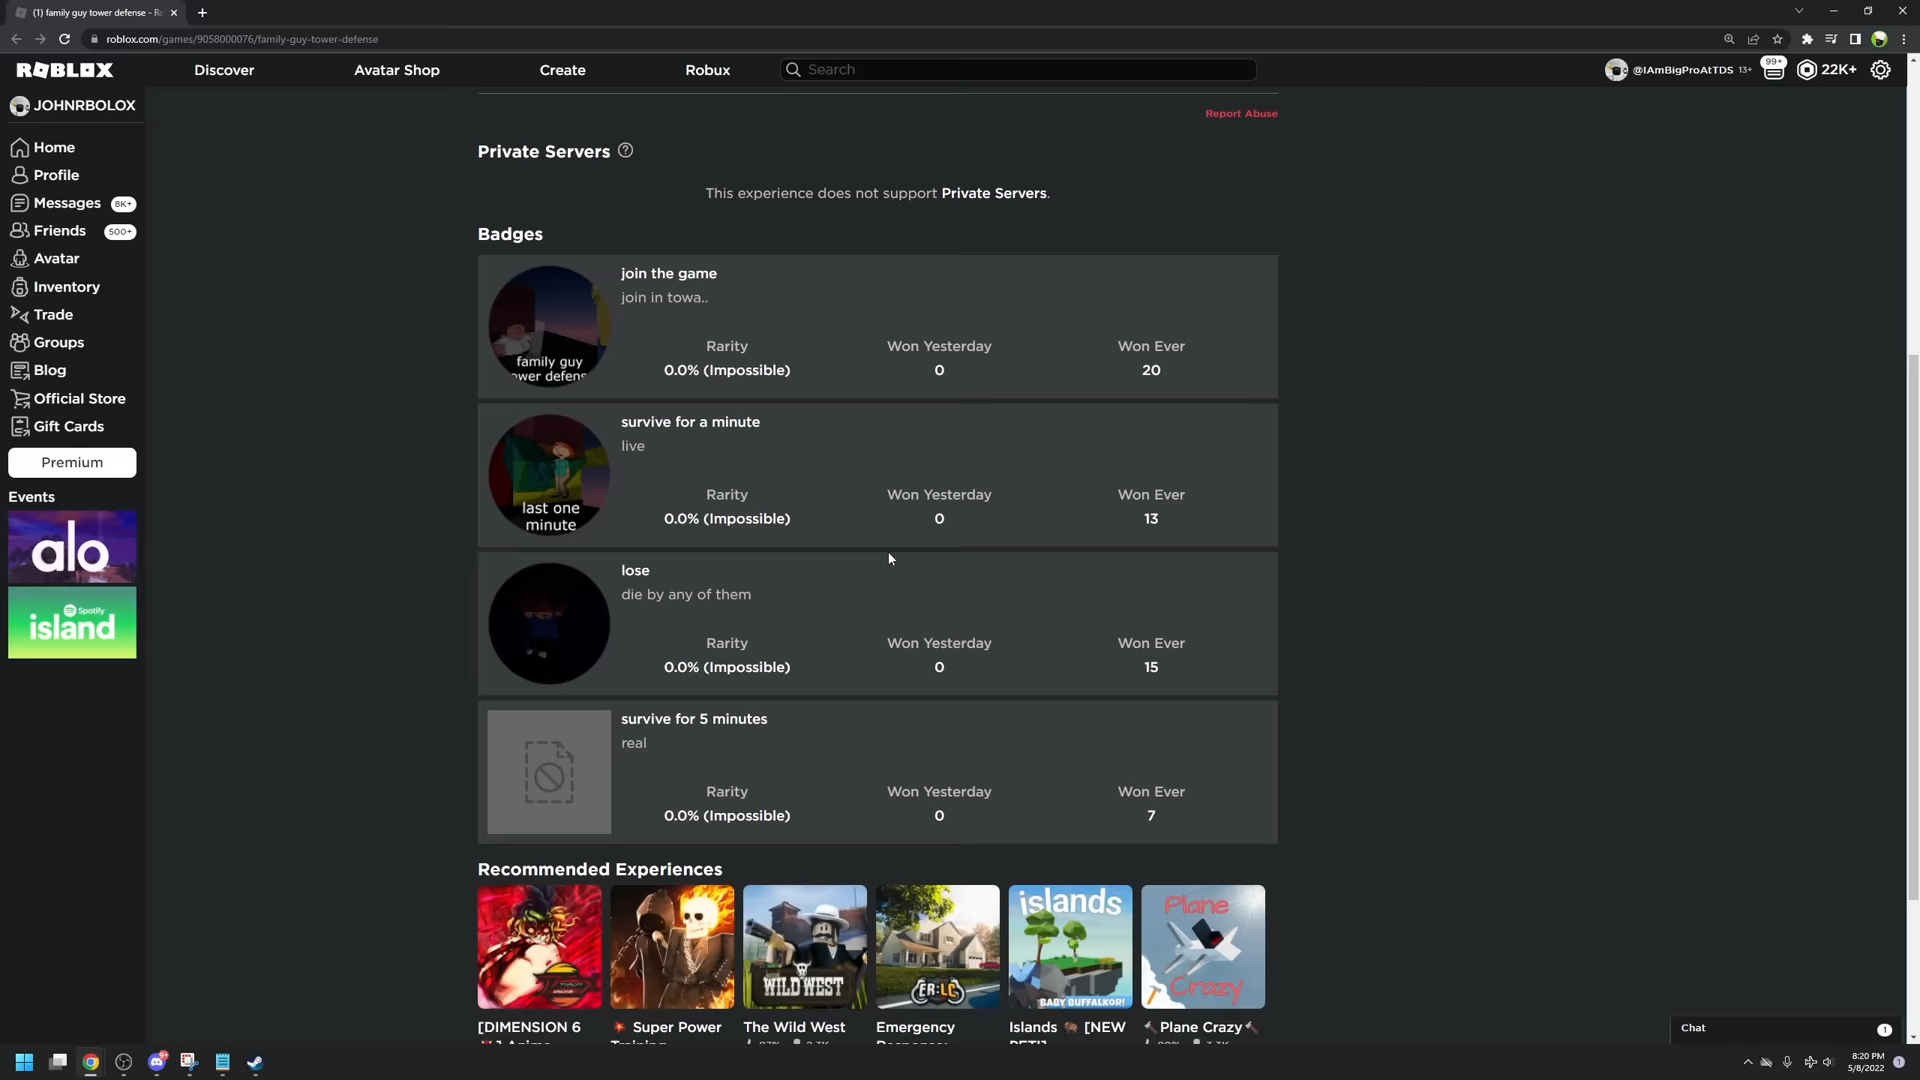 (1) family guy tower defense - Ro
roblox.com/games/9058000076/family-guy-tower-defense
ROBLOX
Discover
Avatar Shop
Create
Robux
Search
@IAmBigProAtTDS 13+
99+
22K+
JOHNRBOLOX
Home
Profile
Messages 8K+
Friends 500+
Avatar
Inventory
Trade
Groups
Blog
Official Store
Gift Cards
Premium
Events
alo
Spotify
island
Report Abuse
Private Servers
This experience does not support Private Servers.
Badges
family guy
ower defens
join the game
join in towa..
Rarity Won Yesterday Won Ever
0.0% (Impossible) 0 20
last one
minute
survive for a minute
live
Rarity Won Yesterday Won Ever
0.0% (Impossible) 0 13
lose
die by any of them
Rarity Won Yesterday Won Ever
0.0% (Impossible) 0 15
survive for 5 minutes
real
Rarity Won Yesterday Won Ever
0.0% (Impossible) 0 7
Recommended Experiences
WILD WEST
ER:LC
islands
BABY BUFFALKOR!
Plane
Crazy
[DIMENSION 6
💥 Super Power
The Wild West
Emergency
Islands 🐃 [NEW
🔨Plane Crazy🔨
Chat 1
8:20 PM
5/8/2022